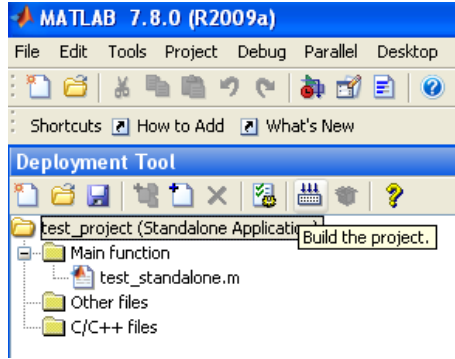 MATLAB 7.8.0 (R2009a)
File Edit Tools Project Debug Parallel Desktop
Shortcuts How to Add What's New
Deployment Tool
test_project (Standalone Application)
Build the project.
Main function
test_standalone.m
Other files
C/C++ files